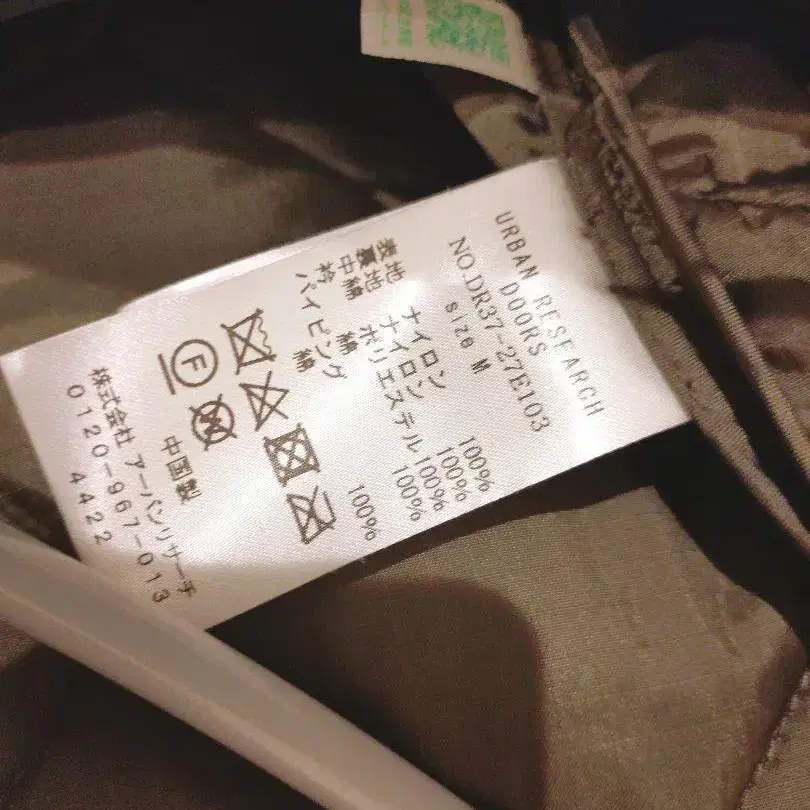 URBAN RESEARCH
DOORS
NO.DR37-27E103
SIZE M
表地 ナイロン 100%
裏地 ナイロン 100%
中綿 ポリエステル 100%
衿 綿 100%
パイピング
綿 100%
F
W
中国製
株式会社 アーバンリサーチ
0120-967-013
4422